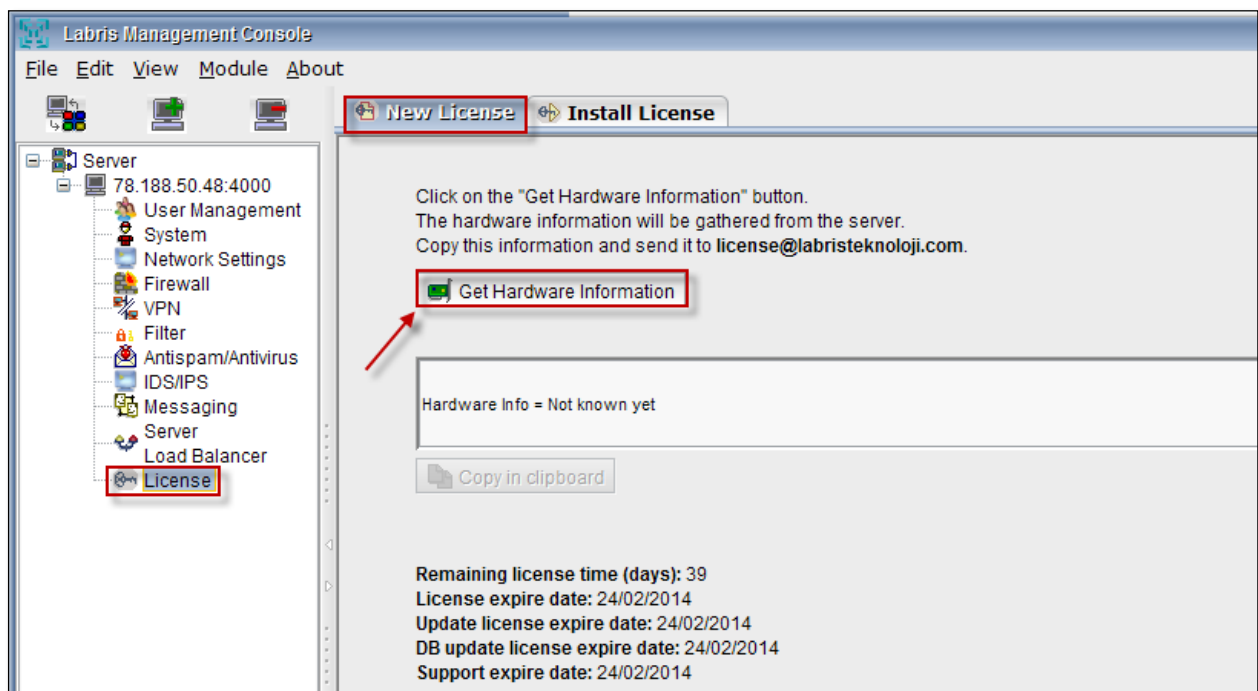 Labris Management Console
File Edit View Module About
New License Install License
Server
78.188.50.48:4000
User Management
System
Network Settings
Firewall
VPN
Filter
Antispam/Antivirus
IDS/IPS
Messaging
Server
Load Balancer
License
Click on the "Get Hardware Information" button.
The hardware information will be gathered from the server.
Copy this information and send it to license@labristeknoloji.com.
Get Hardware Information
Hardware Info = Not known yet
Copy in clipboard
Remaining license time (days): 39
License expire date: 24/02/2014
Update license expire date: 24/02/2014
DB update license expire date: 24/02/2014
Support expire date: 24/02/2014